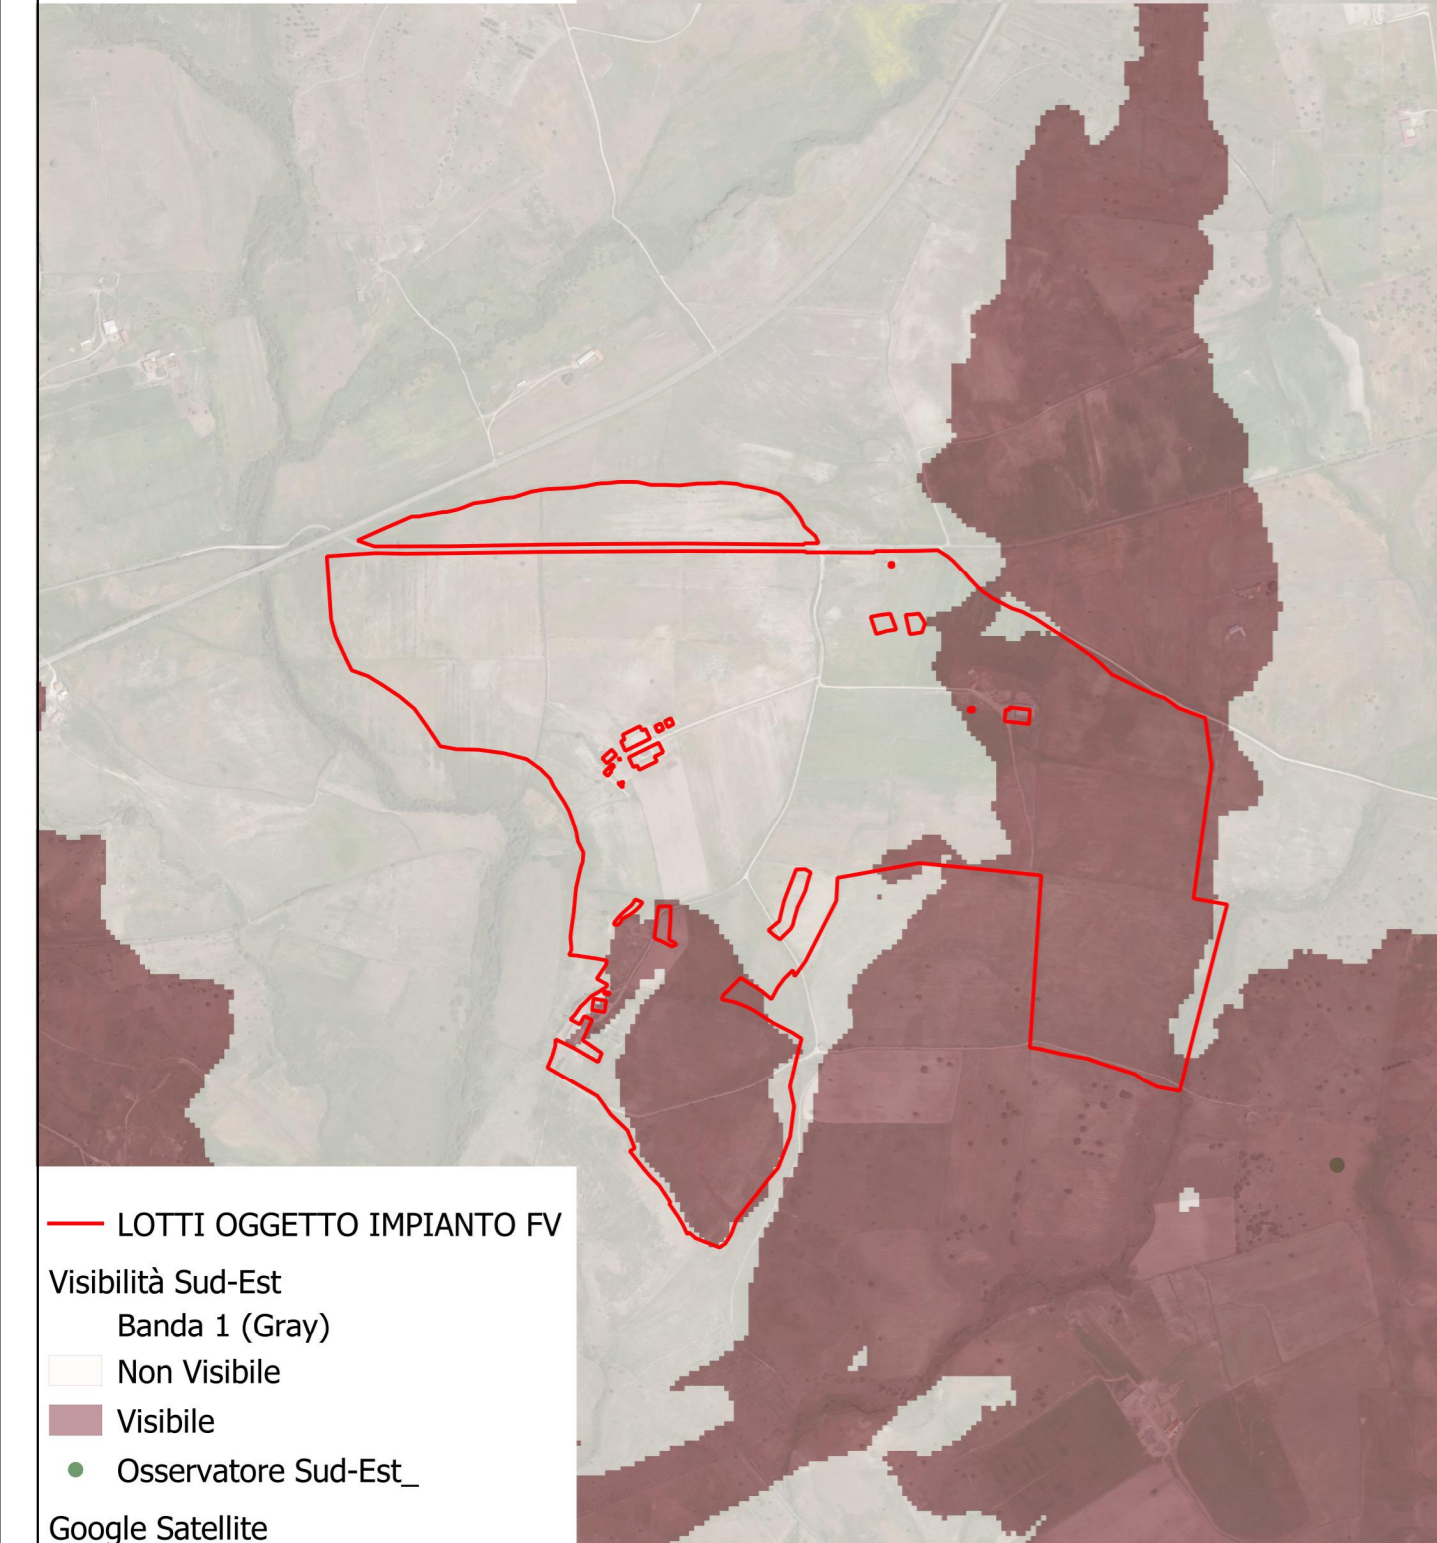 LOTTI OGGETTO IMPIANTO FV
Visibilità Sud-Est
Banda 1 (Gray)
Non Visibile
Visibile
Osservatore Sud-Est_
Google Satellite